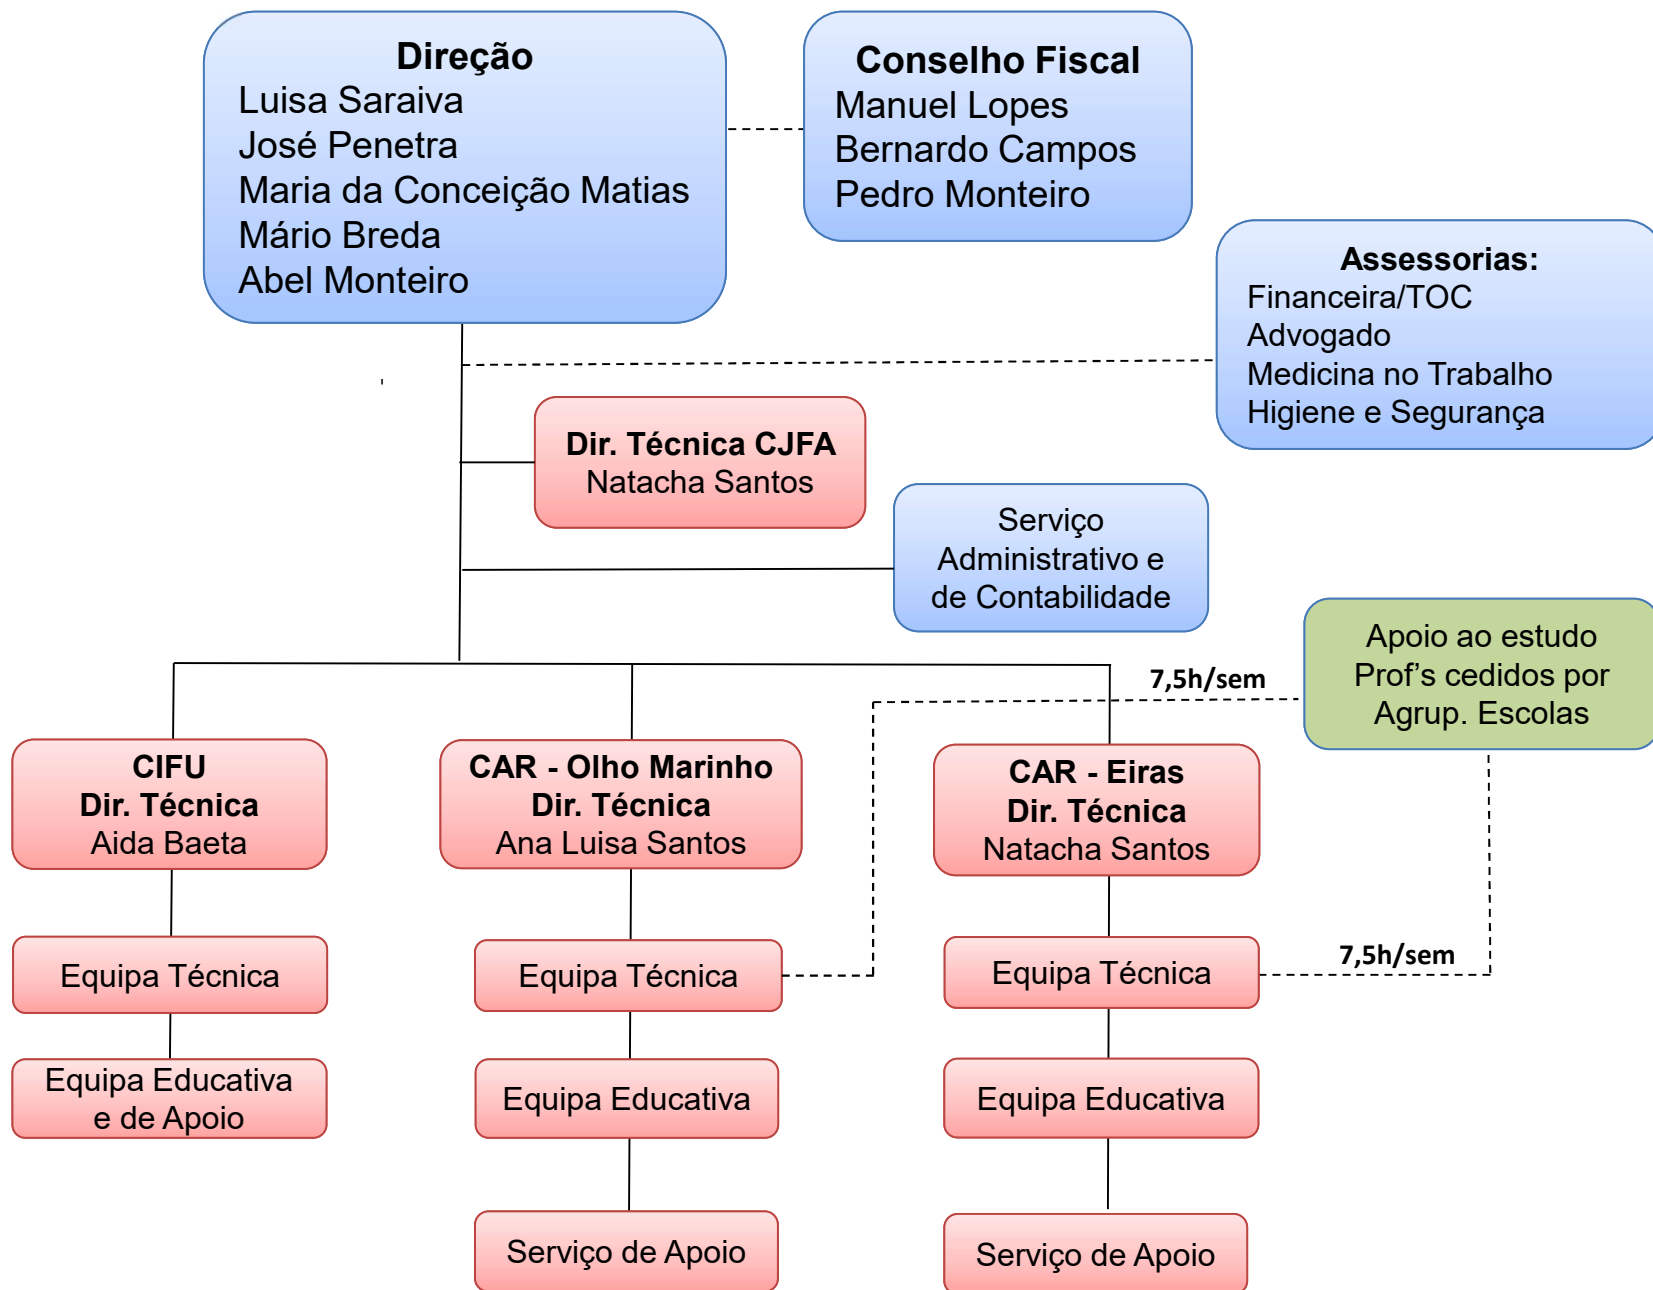 Direção
Luisa Saraiva
José Penetra
Maria da Conceição Matias
Mário Breda
Abel Monteiro
Conselho Fiscal
Manuel Lopes
Bernardo Campos
Pedro Monteiro
Assessorias:
Financeira/TOC
Advogado
Medicina no Trabalho
Higiene e Segurança
Dir. Técnica CJFA
Natacha Santos
Serviço
Administrativo e
de Contabilidade
Apoio ao estudo
Prof's cedidos por
Agrup. Escolas
7,5h/sem
CIFU
Dir. Técnica
Aida Baeta
CAR - Olho Marinho
Dir. Técnica
Ana Luisa Santos
CAR - Eiras
Dir. Técnica
Natacha Santos
7,5h/sem
Equipa Técnica
Equipa Técnica
Equipa Técnica
Equipa Educativa
e de Apoio
Equipa Educativa
Equipa Educativa
Serviço de Apoio
Serviço de Apoio